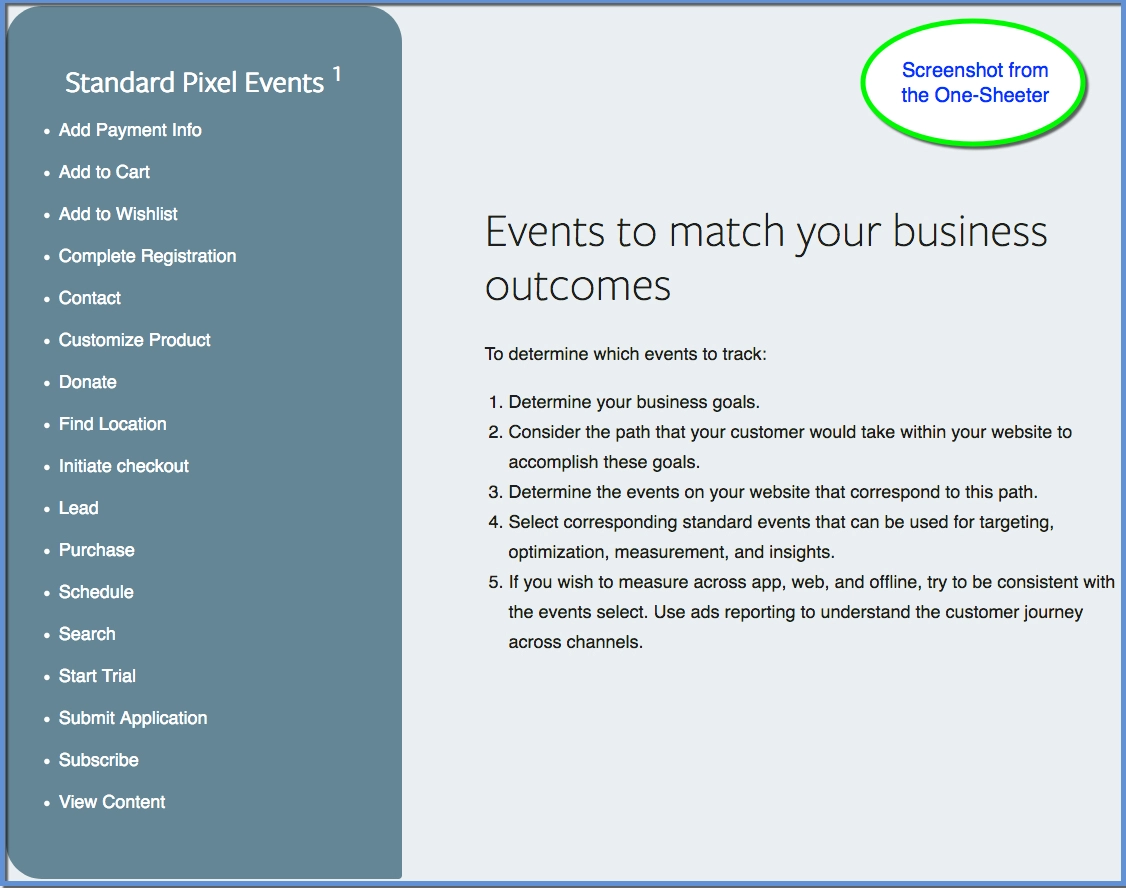 Standard Pixel Events 1
• Add Payment Info
• Add to Cart
• Add to Wishlist
• Complete Registration
• Contact
• Customize Product
• Donate
• Find Location
• Initiate checkout
• Lead
• Purchase
• Schedule
• Search
• Start Trial
• Submit Application
• Subscribe
• View Content
Screenshot from
the One-Sheeter
Events to match your business
outcomes
To determine which events to track:
1. Determine your business goals.
2. Consider the path that your customer would take within your website to
accomplish these goals.
3. Determine the events on your website that correspond to this path.
4. Select corresponding standard events that can be used for targeting,
optimization, measurement, and insights.
5. If you wish to measure across app, web, and offline, try to be consistent with
the events select. Use ads reporting to understand the customer journey
across channels.